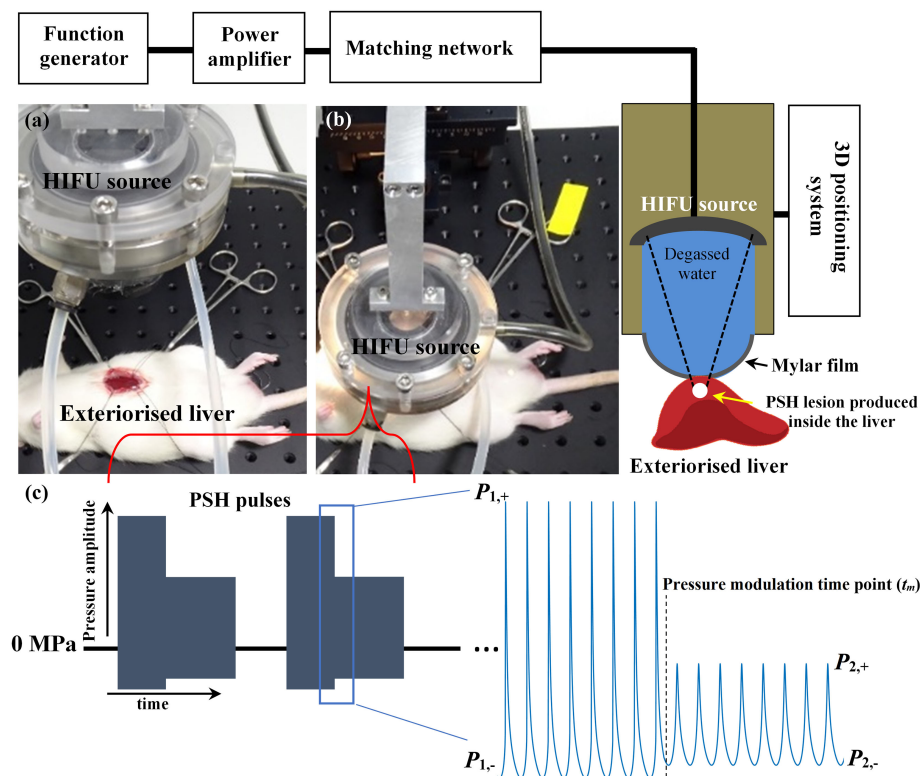 Function
generator
Power
amplifier
Matching network
(a)
HIFU source
Exteriorised liver
(b)
HIFU source
HIFU source
Degassed
water
3D positioning
system
Mylar film
PSH lesion produced
inside the liver
Exteriorised liver
(c)
PSH pulses
Pressure amplitude
0 MPa
time
...
P1,+
P1,-
Pressure modulation time point (tm)
P2,+
P2,-